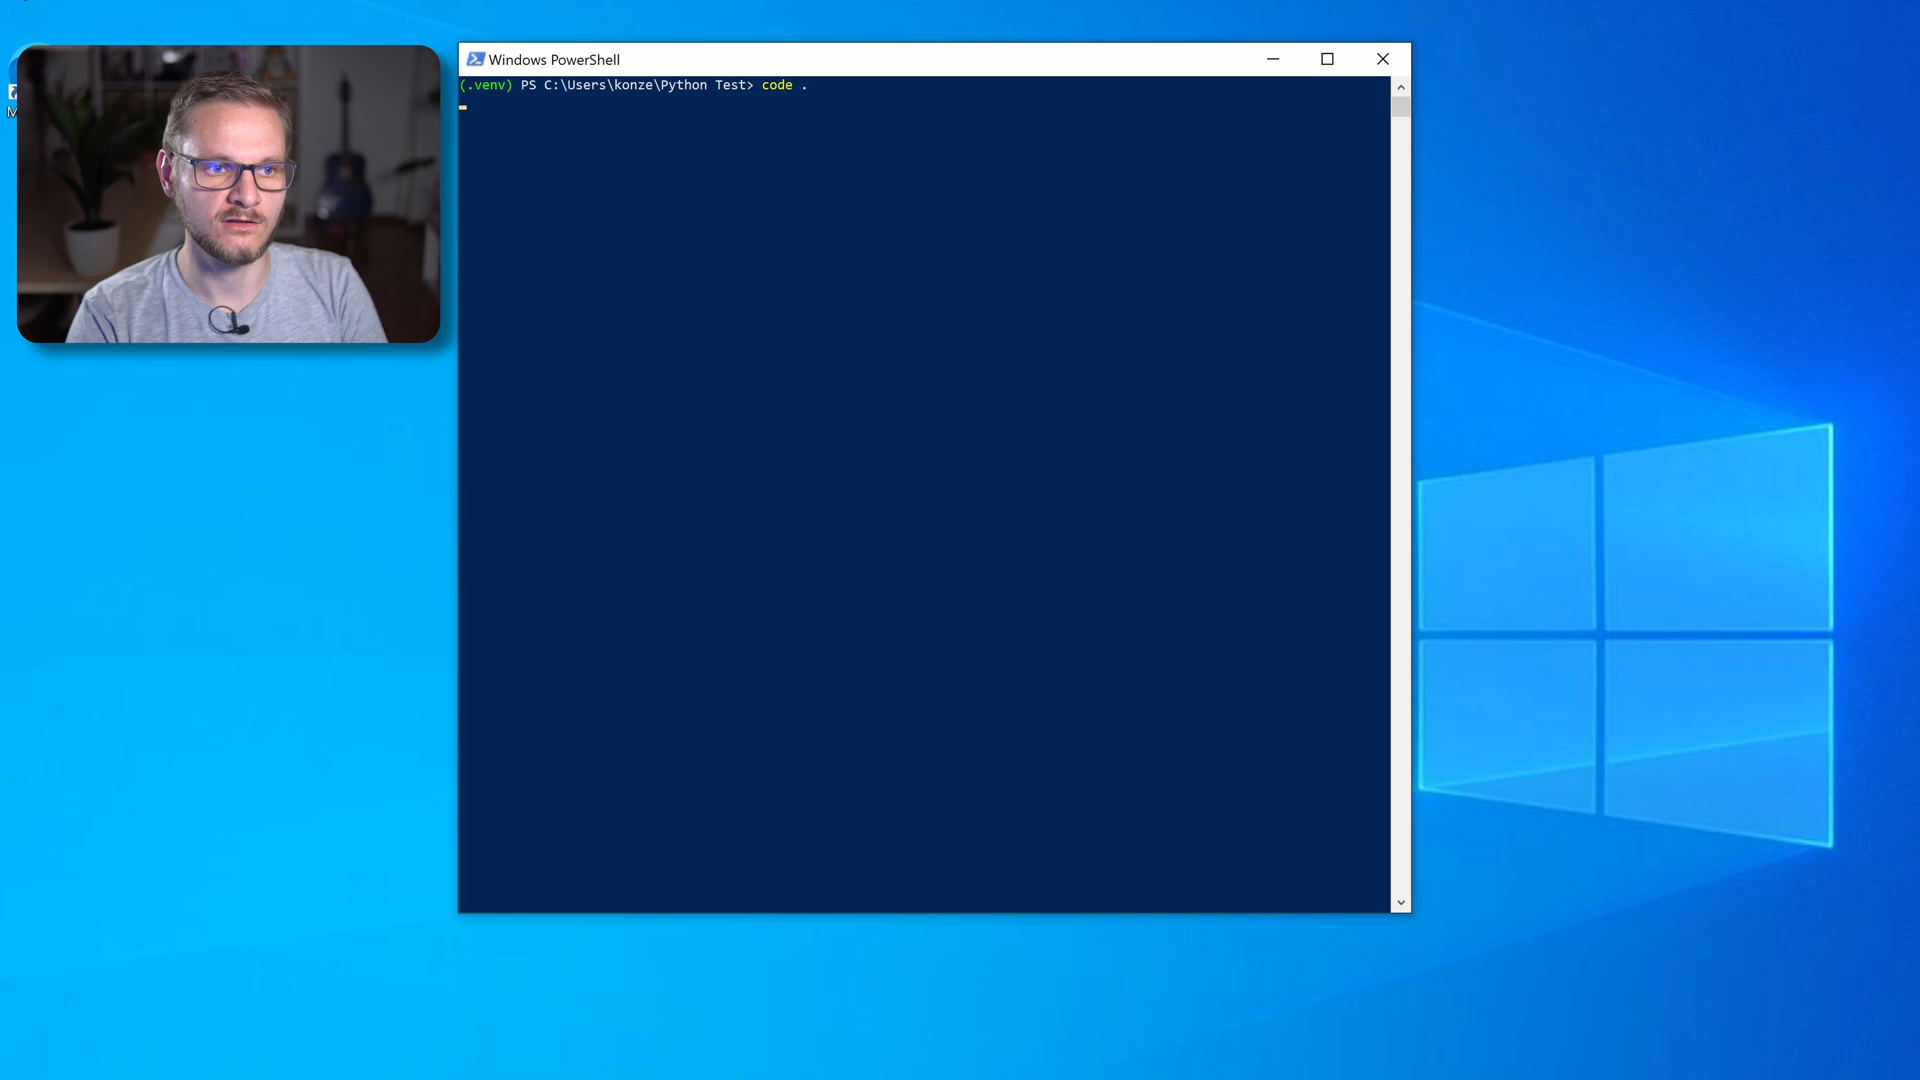 Windows PowerShell
(.venv) PS C:\Users\konze\Python Test> code .
M